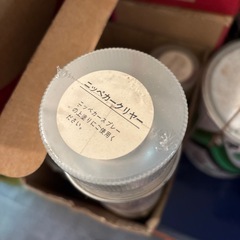 ニッペカークリヤー
ニッペカースプレー
の上塗りにご使用く
ださい。